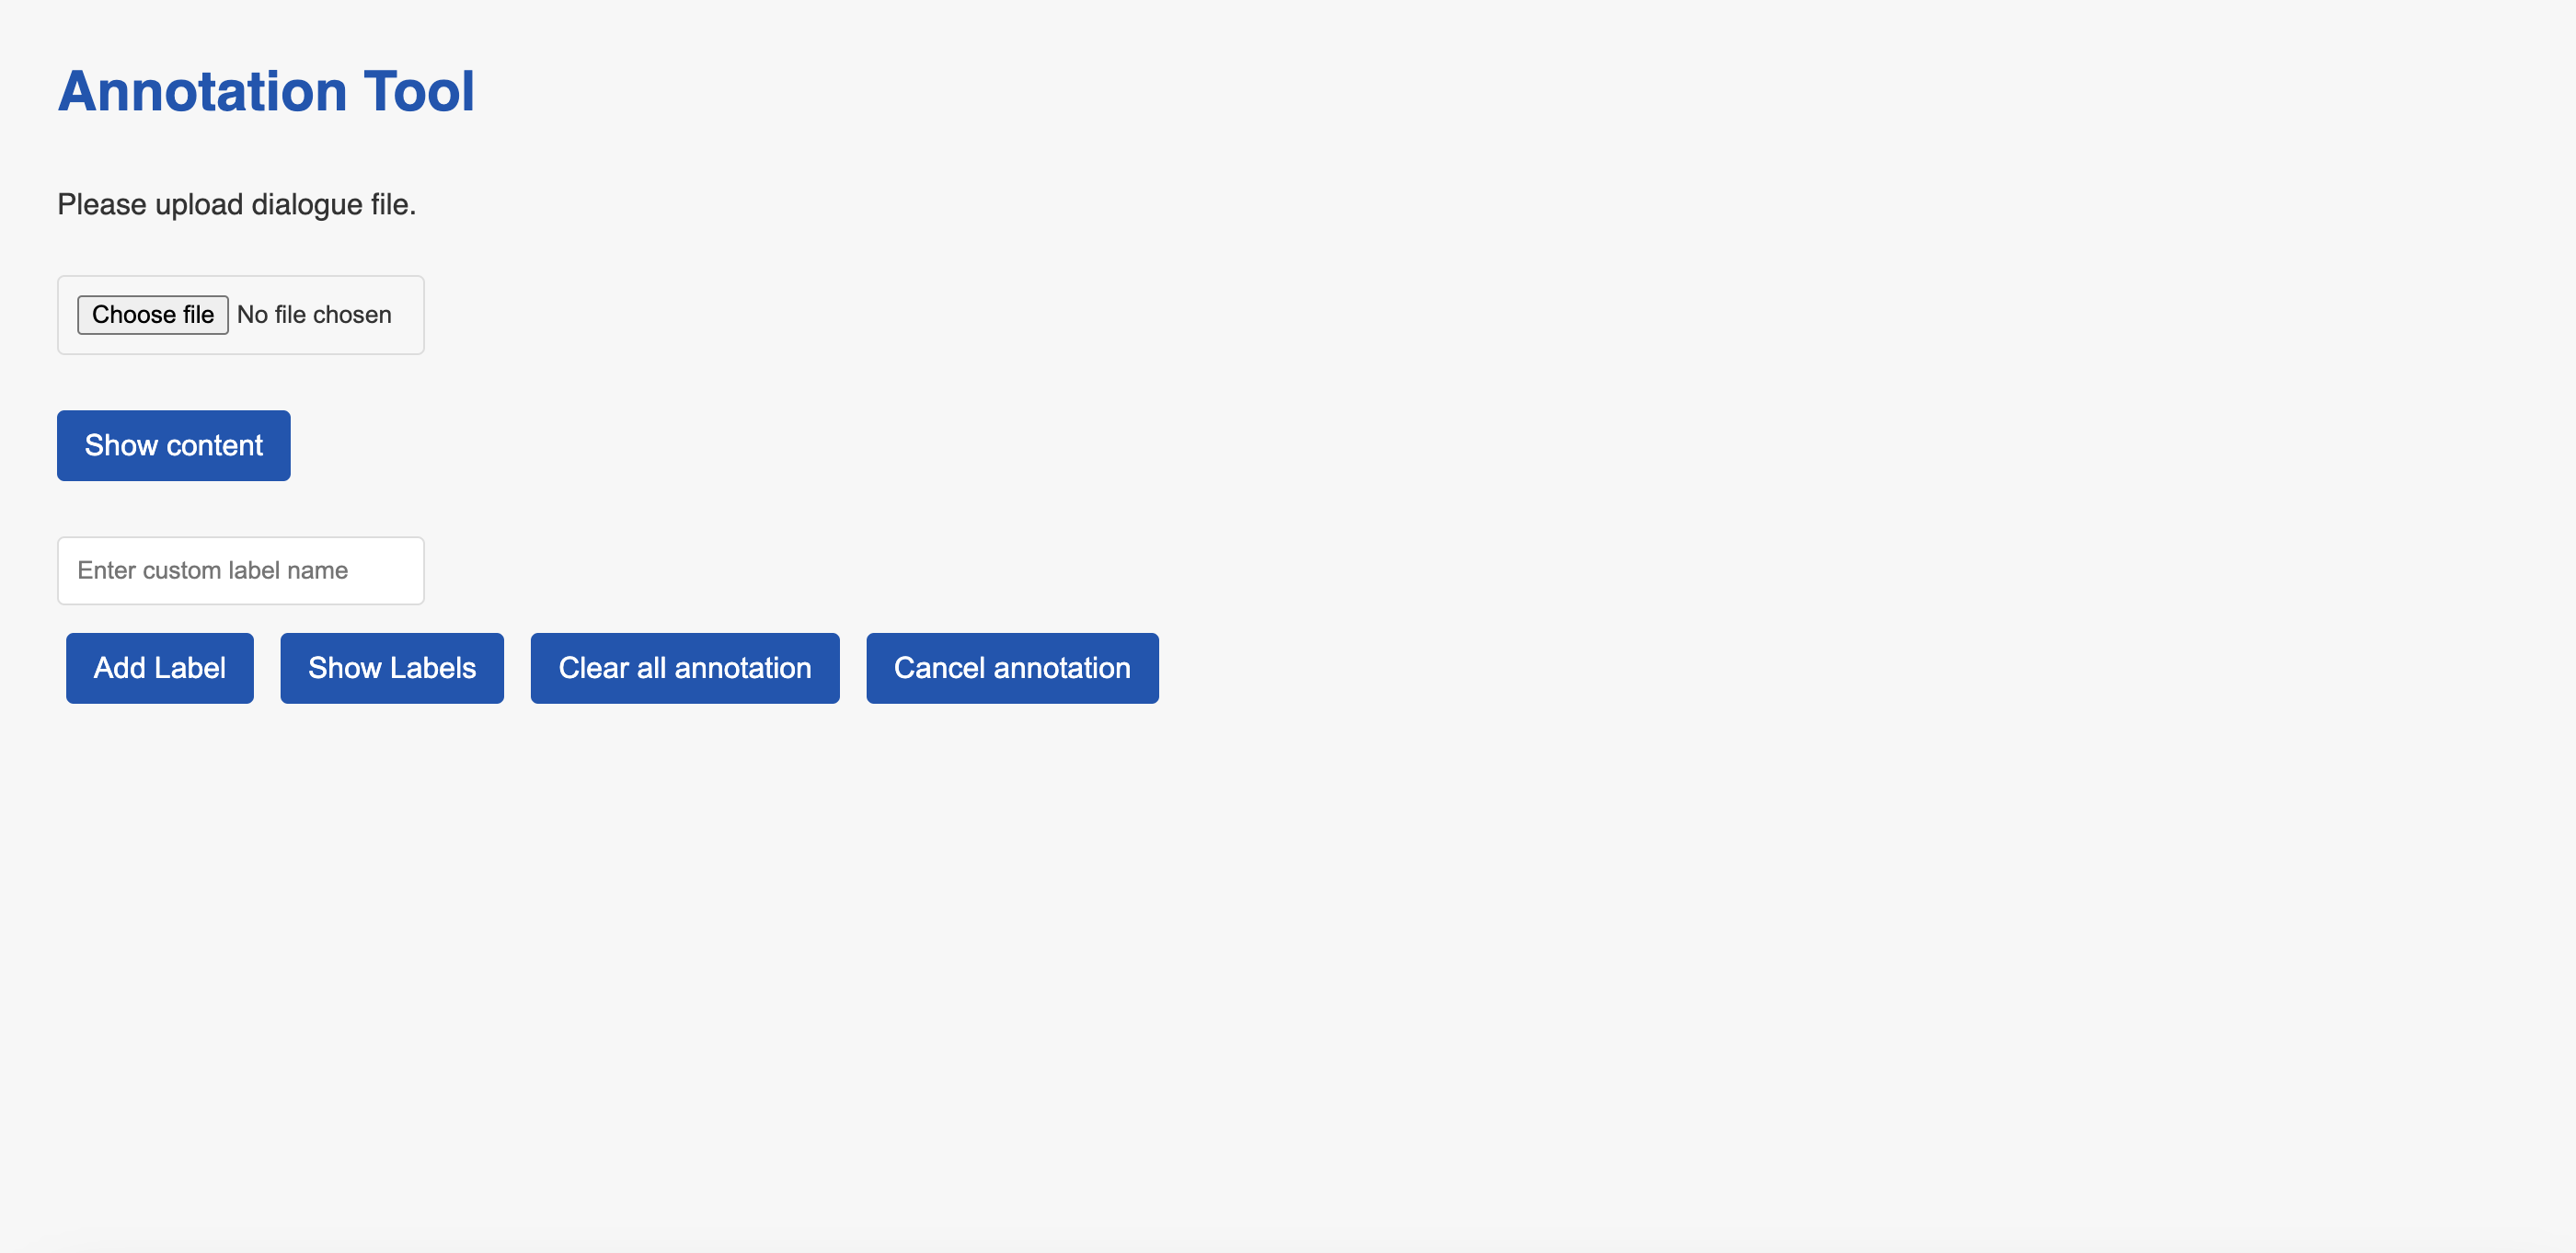 Annotation Tool
Please upload dialogue file.
Choose file No file chosen
Show content
Enter custom label name
Add Label Show Labels Clear all annotation Cancel annotation